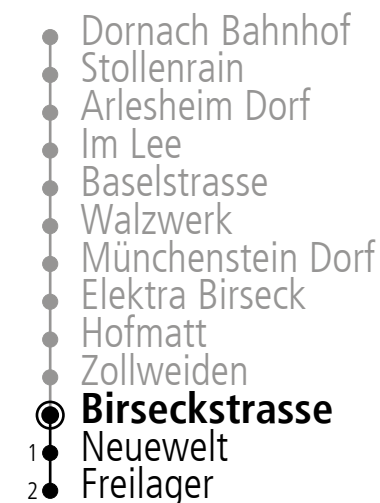 Dornach Bahnhof
Stollenrain
Arlesheim Dorf
Im Lee
Baselstrasse
Walzwerk
Münchenstein Dorf
Elektra Birseck
Hofmatt
Zollweiden
Birseckstrasse
1 Neuewelt
2 Freilager